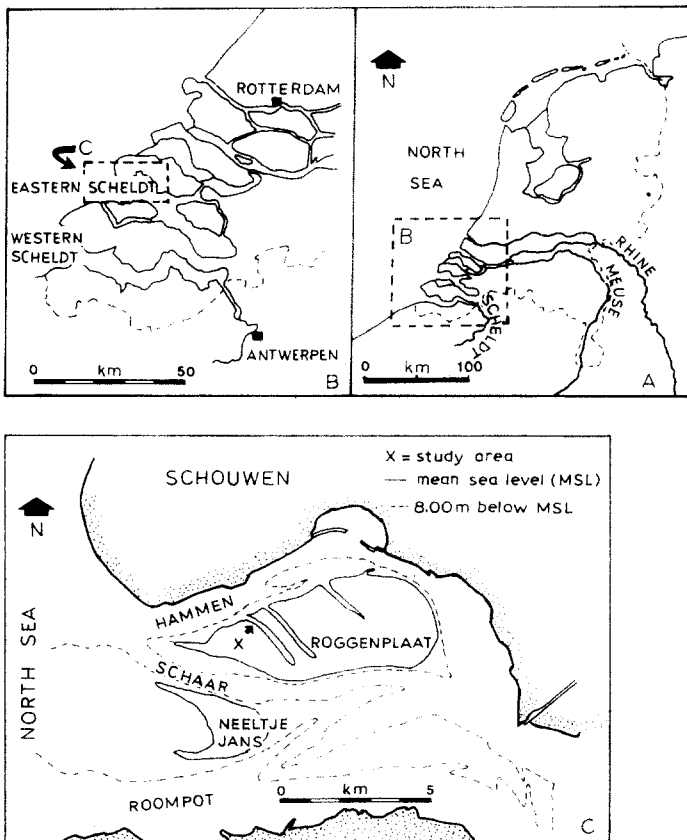 ROTTERDAM
C
EASTERN SCHELDT
WESTERN
SCHELDT
ANTWERPEN
0 km 50
B
N
NORTH
SEA
B
RHINE
MEUSE
SCHELDT
0 km 100
A
SCHOUWEN
X = study area
— mean sea level (MSL)
---- 8.00m below MSL
N
HAMMEN
NORTH SEA
X
ROGGENPLAAT
SCHAAR
NEELTJE
JANS
0 km 5
ROOMPOT
C